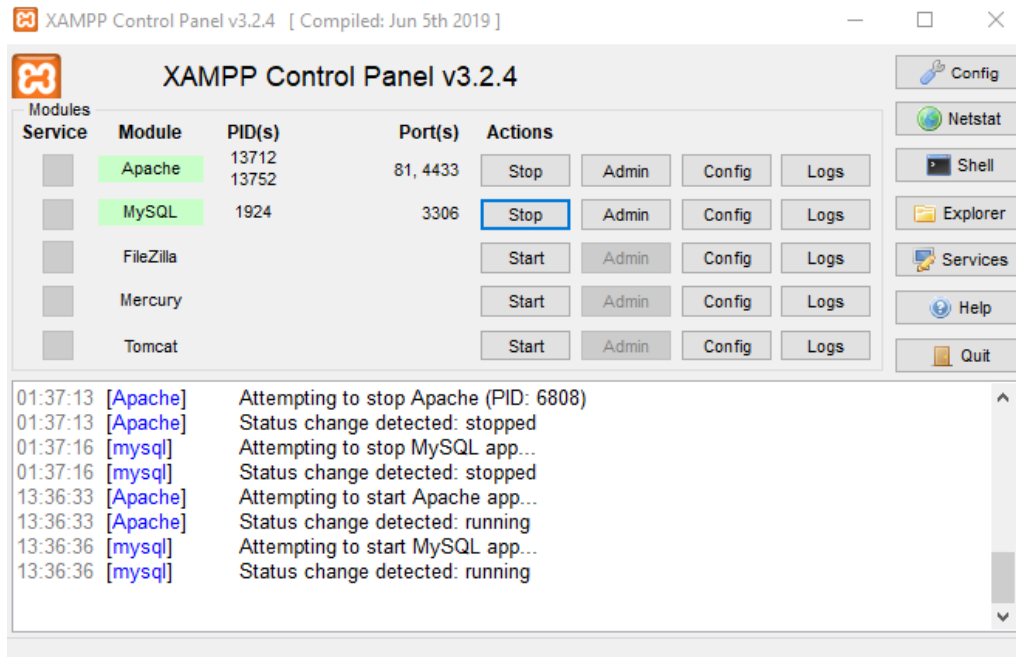 XAMPP Control Panel v3.2.4 [ Compiled: Jun 5th 2019 ]
XAMPP Control Panel v3.2.4
Config
Modules
Service Module PID(s) Port(s) Actions
Netstat
Apache 13712 13752 81, 4433 Stop Admin Config Logs
Shell
MySQL 1924 3306 Stop Admin Config Logs
Explorer
FileZilla Start Admin Config Logs
Services
Mercury Start Admin Config Logs
Help
Tomcat Start Admin Config Logs
Quit
01:37:13 [Apache] Attempting to stop Apache (PID: 6808)
01:37:13 [Apache] Status change detected: stopped
01:37:16 [mysql] Attempting to stop MySQL app...
01:37:16 [mysql] Status change detected: stopped
13:36:33 [Apache] Attempting to start Apache app...
13:36:33 [Apache] Status change detected: running
13:36:36 [mysql] Attempting to start MySQL app...
13:36:36 [mysql] Status change detected: running